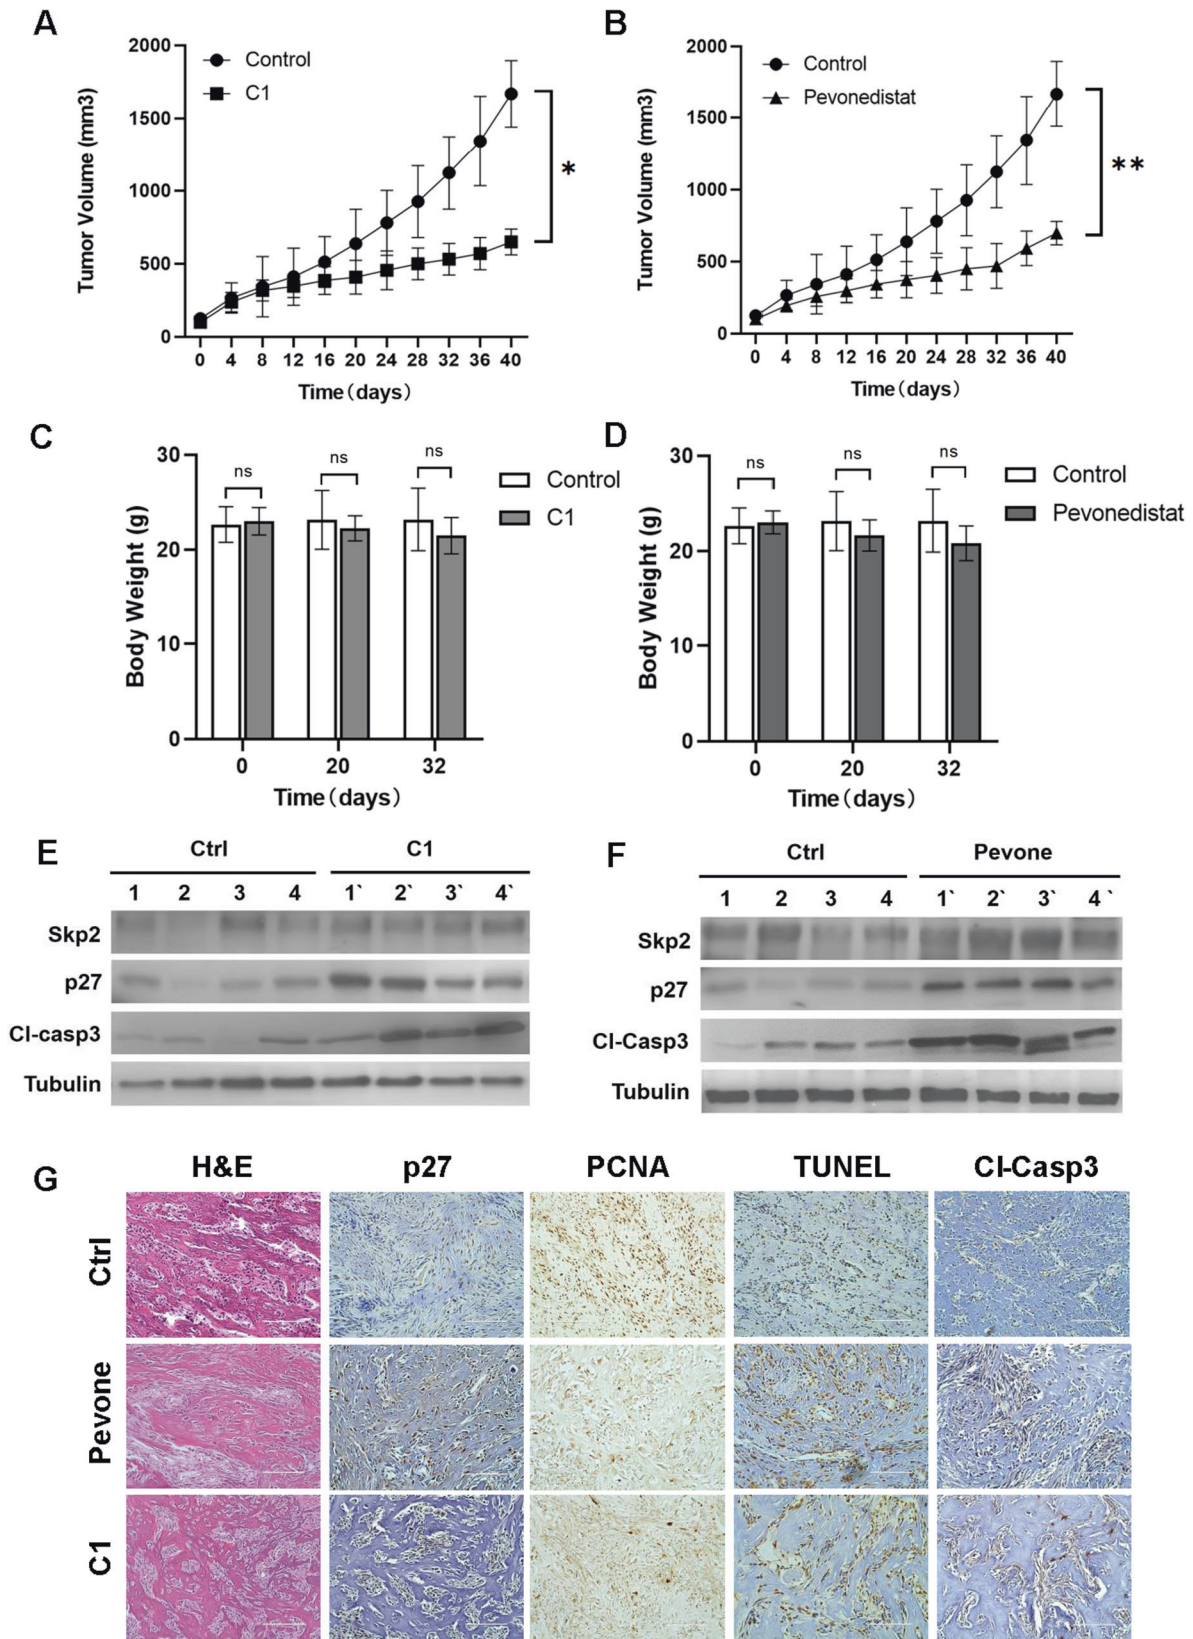 A
Tumor Volume (mm3)
2000
1500
1000
500
0
Control
C1
*
0 4 8 12 16 20 24 28 32 36 40
Time(days)
B
Tumor Volume (mm3)
2000
1500
1000
500
0
Control
Pevonedistat
**
0 4 8 12 16 20 24 28 32 36 40
Time(days)
C
Body Weight (g)
30
20
10
0
ns ns ns
Control
C1
0 20 32
Time(days)
D
Body Weight (g)
30
20
10
0
ns ns ns
Control
Pevonedistat
0 20 32
Time(days)
E
Ctrl C1
1 2 3 4 1` 2` 3` 4`
Skp2
p27
Cl-casp3
Tubulin
F
Ctrl Pevone
1 2 3 4 1` 2` 3` 4`
Skp2
p27
Cl-Casp3
Tubulin
G
H&E p27 PCNA TUNEL Cl-Casp3
Ctrl
Pevone
C1